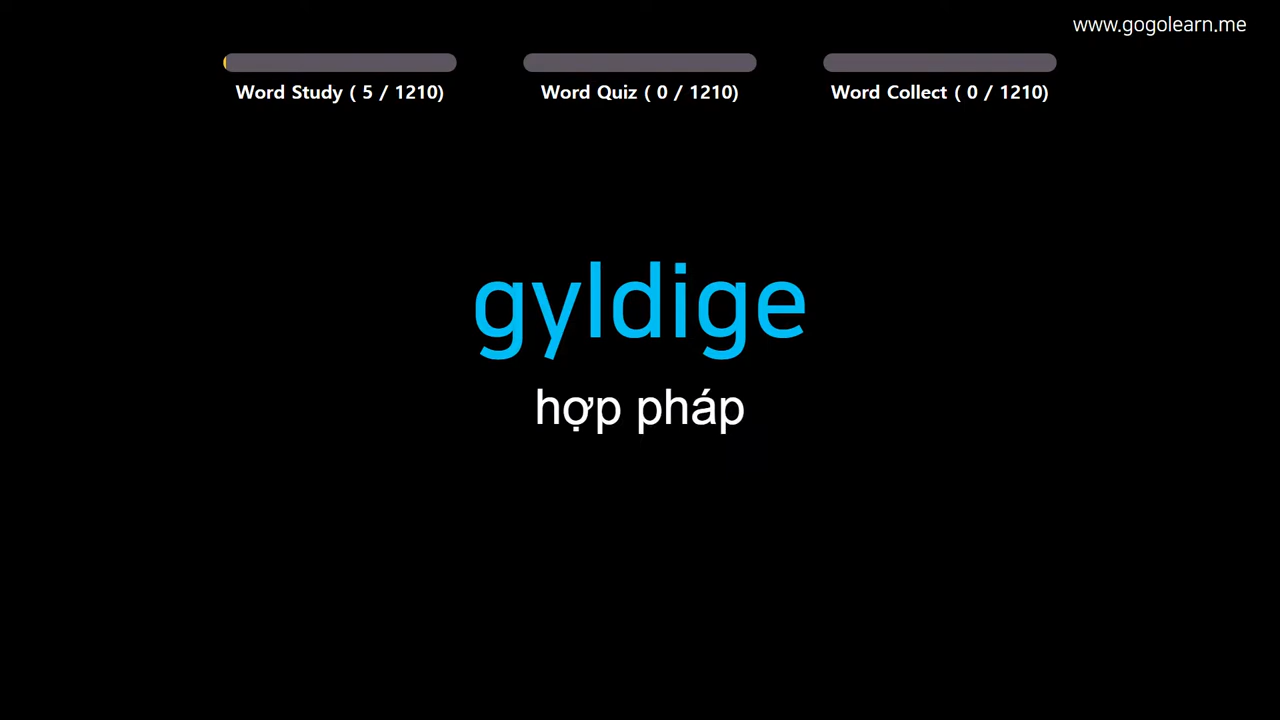 www.gogolearn.me
Word Study ( 5 / 1210)
Word Quiz ( 0 / 1210)
Word Collect ( 0 / 1210)
gyldige
hợp pháp